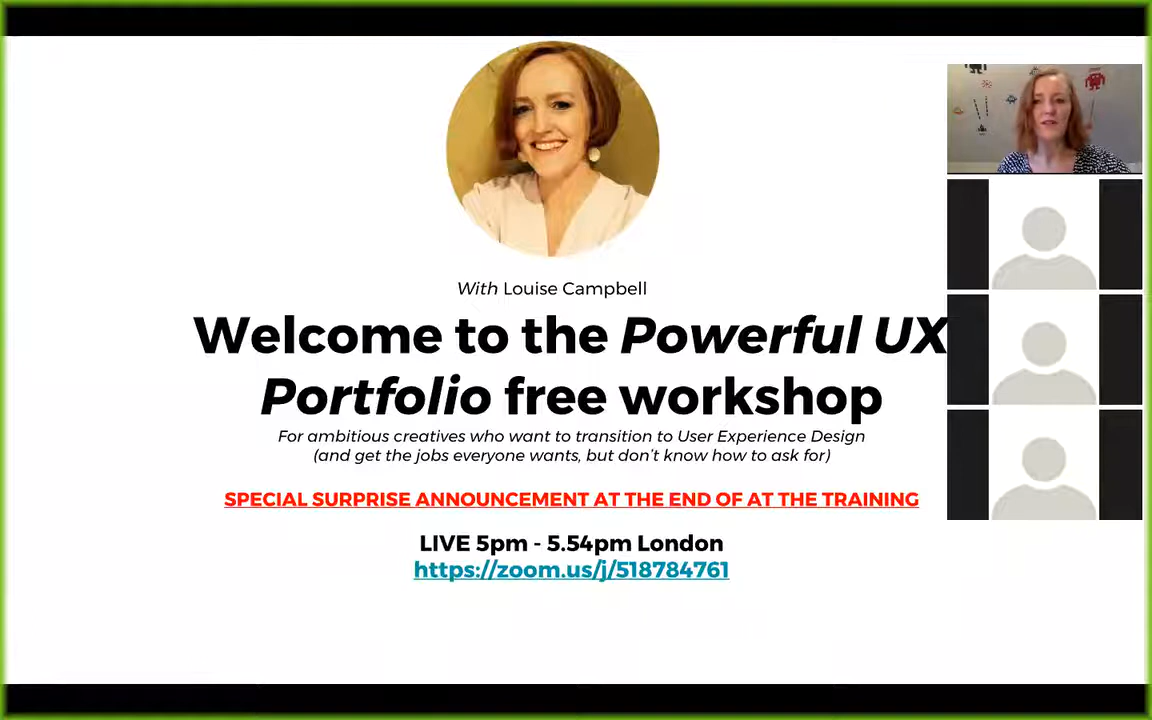 With Louise Campbell
Welcome to the Powerful UX
Portfolio free workshop
For ambitious creatives who want to transition to User Experience Design
(and get the jobs everyone wants, but don't know how to ask for)
SPECIAL SURPRISE ANNOUNCEMENT AT THE END OF AT THE TRAINING
LIVE 5pm - 5.54pm London
https://zoom.us/j/518784761